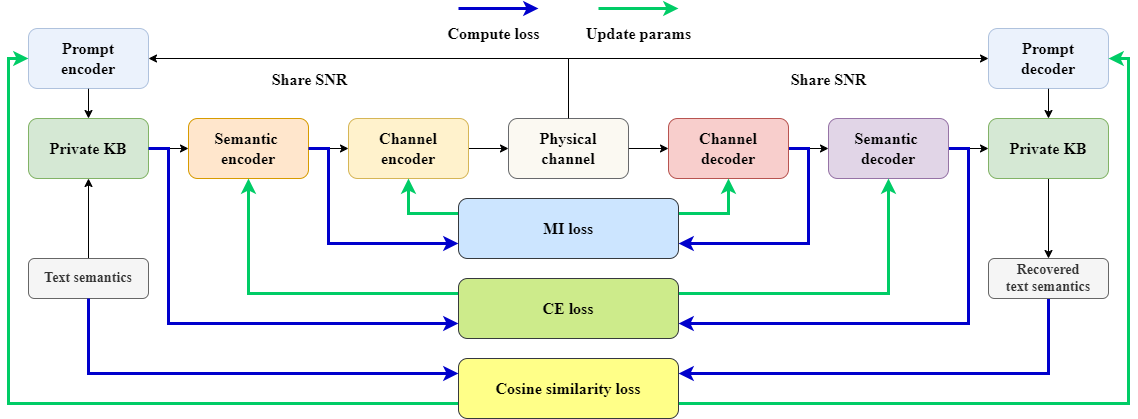 Compute loss
Update params
Prompt
encoder
Share SNR
Share SNR
Prompt
decoder
Private KB
Semantic
encoder
Channel
encoder
Physical
channel
Channel
decoder
Semantic
decoder
Private KB
MI loss
Text semantics
Recovered
text semantics
CE loss
Cosine similarity loss